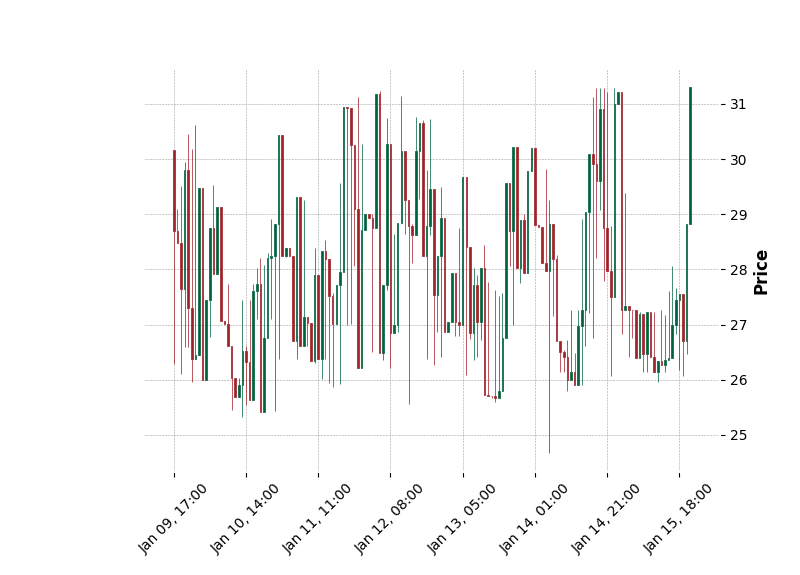 31
30
29
28
27
26
25
Price
Jan 09, 17:00
Jan 10, 14:00
Jan 11, 11:00
Jan 12, 08:00
Jan 13, 05:00
Jan 14, 01:00
Jan 14, 21:00
Jan 15, 18:00